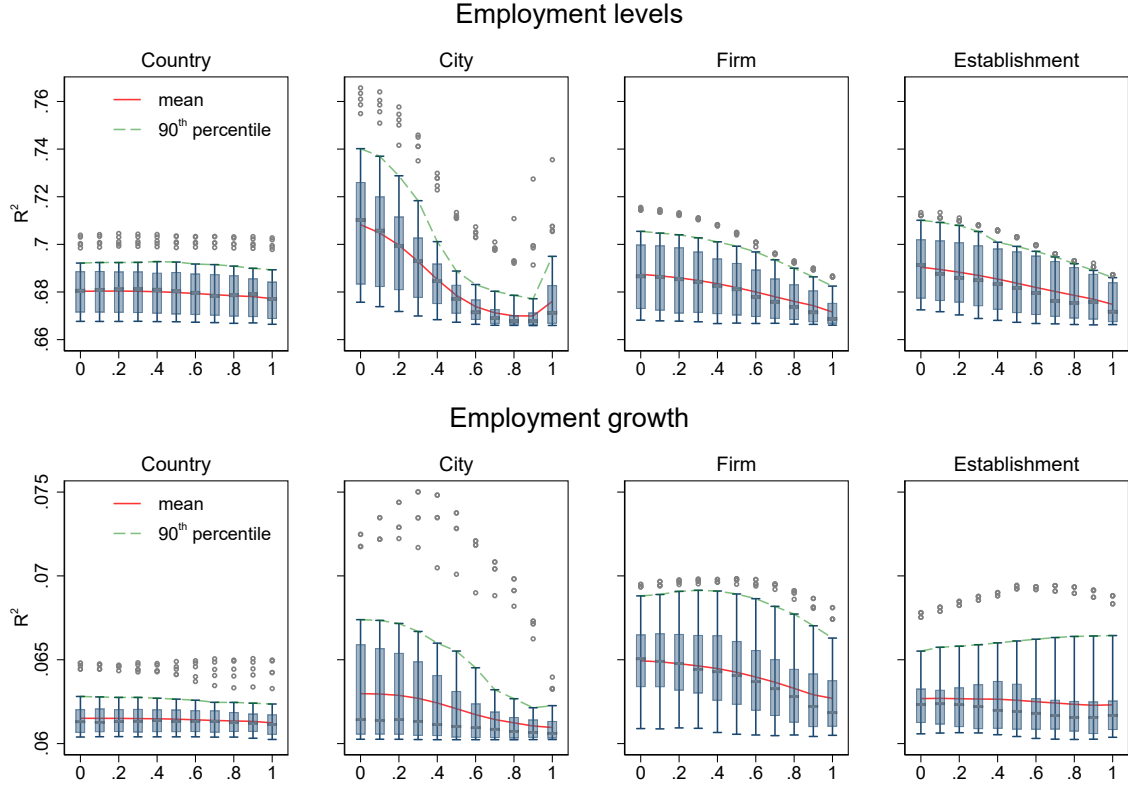 Employment levels
Country City Firm Establishment
mean
90th percentile
R2
.76
.74
.72
.7
.68
.66
0 .2 .4 .6 .8 1 0 .2 .4 .6 .8 1 0 .2 .4 .6 .8 1 0 .2 .4 .6 .8 1
Employment growth
Country City Firm Establishment
mean
90th percentile
R2
.075
.07
.065
.06
0 .2 .4 .6 .8 1 0 .2 .4 .6 .8 1 0 .2 .4 .6 .8 1 0 .2 .4 .6 .8 1